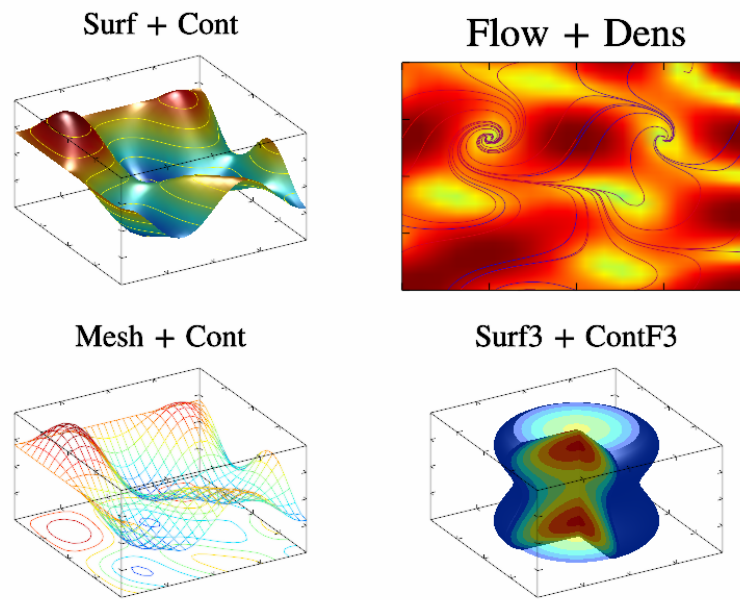 Surf + Cont
Flow + Dens
Mesh + Cont
Surf3 + ContF3